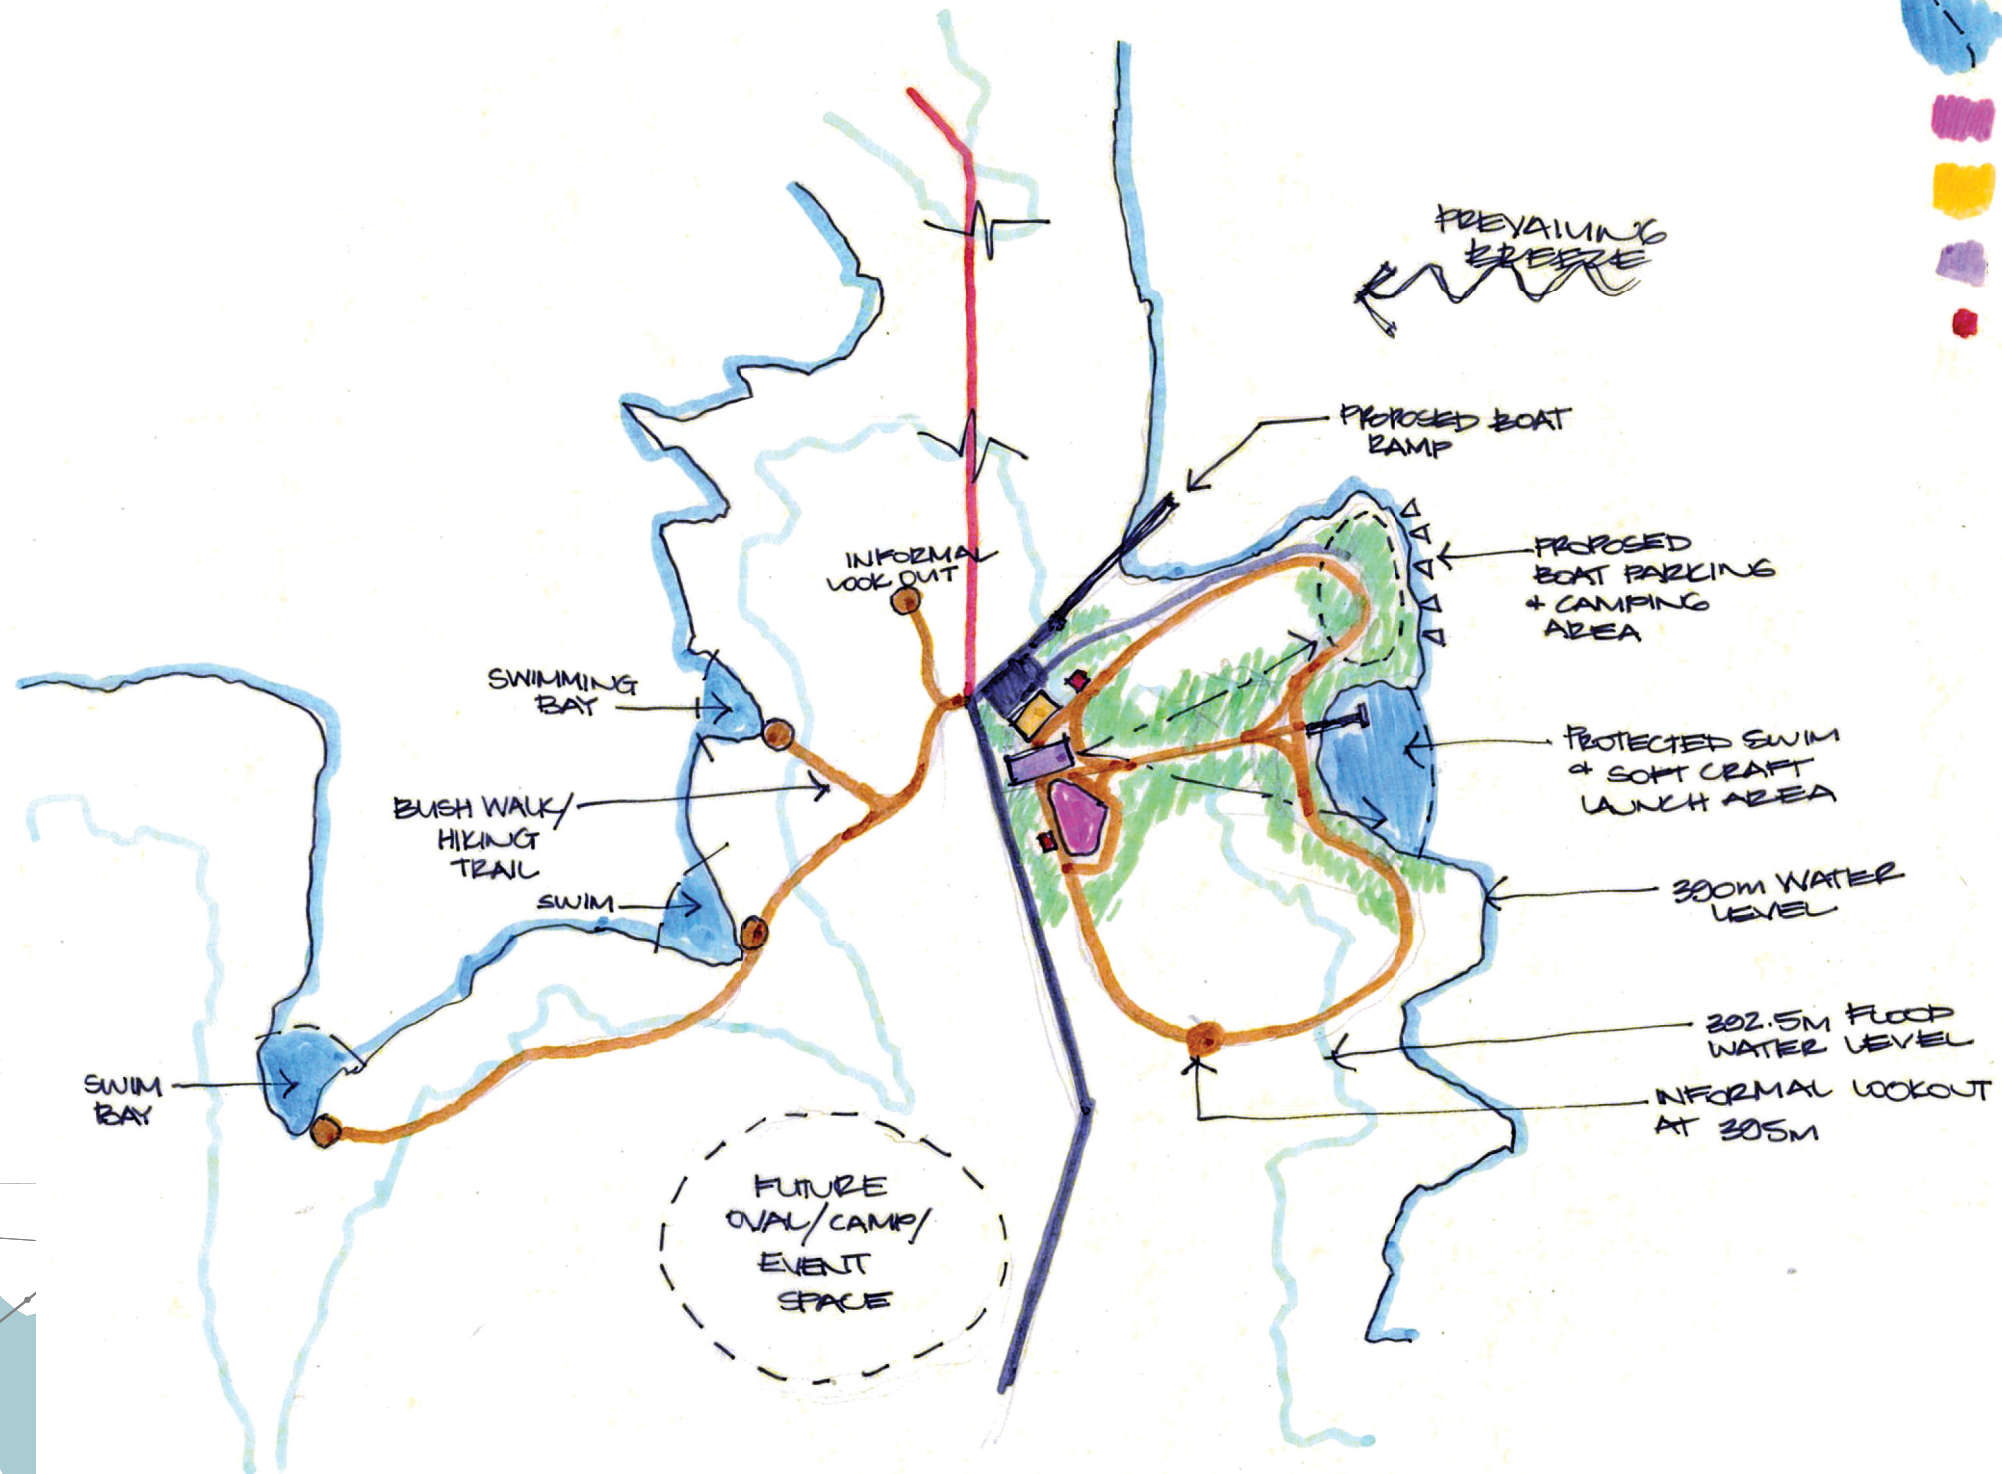 PREVAILING
BREEZE
PROPOSED BOAT
RAMP
PROPOSED
BOAT PARKING
+ CAMPING
AREA
INFORMAL
LOOK OUT
SWIMMING
BAY
PROTECTED SWIM
& SOFT CRAFT
LAUNCH AREA
BUSH WALK/
HIKING
TRAIL
SWIM
390M WATER
LEVEL
392.5M FLOOD
WATER LEVEL
SWIM
BAY
INFORMAL LOOKOUT
AT 395M
FUTURE
OVAL/CAMP/
EVENT
SPACE